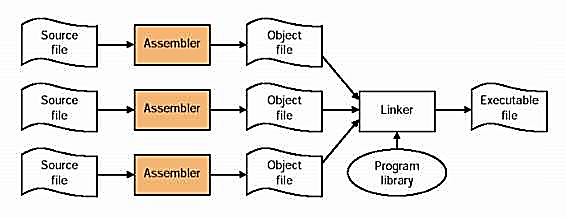 Source
file
Assembler
Object
file
Source
file
Assembler
Object
file
Linker
Executable
file
Source
file
Assembler
Object
file
Program
library